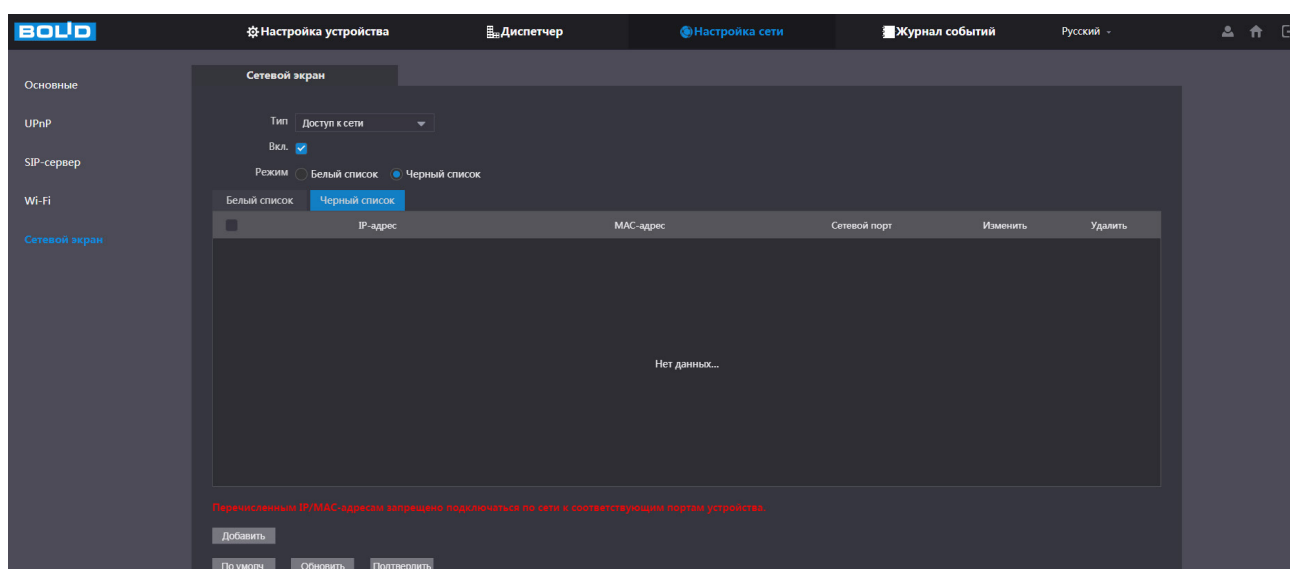 BOLID
Настройка устройства
Диспетчер
Настройка сети
Журнал событий
Русский
Основные
UPnP
SIP-сервер
Wi-Fi
Сетевой экран
Сетевой экран
Тип Доступ к сети
Вкл.
Режим Белый список Черный список
Белый список Черный список
IP-адрес MAC-адрес Сетевой порт Изменить Удалить
Нет данных...
Перечисленным IP/MAC-адресам запрещено подключаться по сети к соответствующим портам устройства.
Добавить
По умолч Обновить Подтвердить